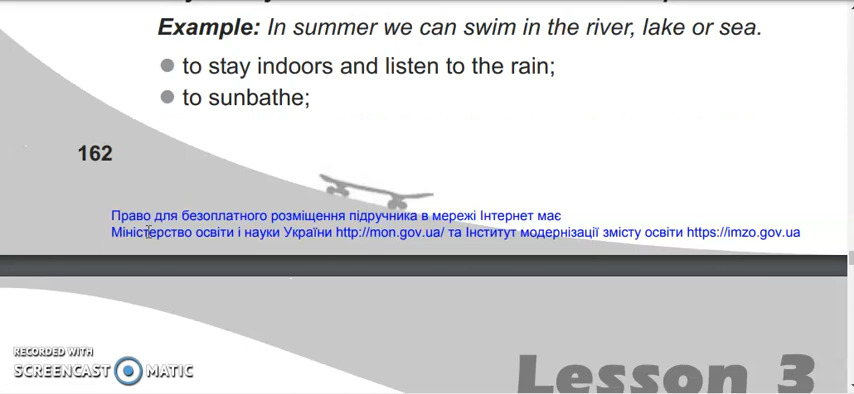 Example: In summer we can swim in the river, lake or sea.
● to stay indoors and listen to the rain;
● to sunbathe;
162
Право для безоплатного розміщення підручника в мережі Інтернет має
Міністерство освіти і науки України http://mon.gov.ua/ та Інститут модернізації змісту освіти https://imzo.gov.ua
RECORDED WITH
SCREENCAST MATIC
Lesson 3